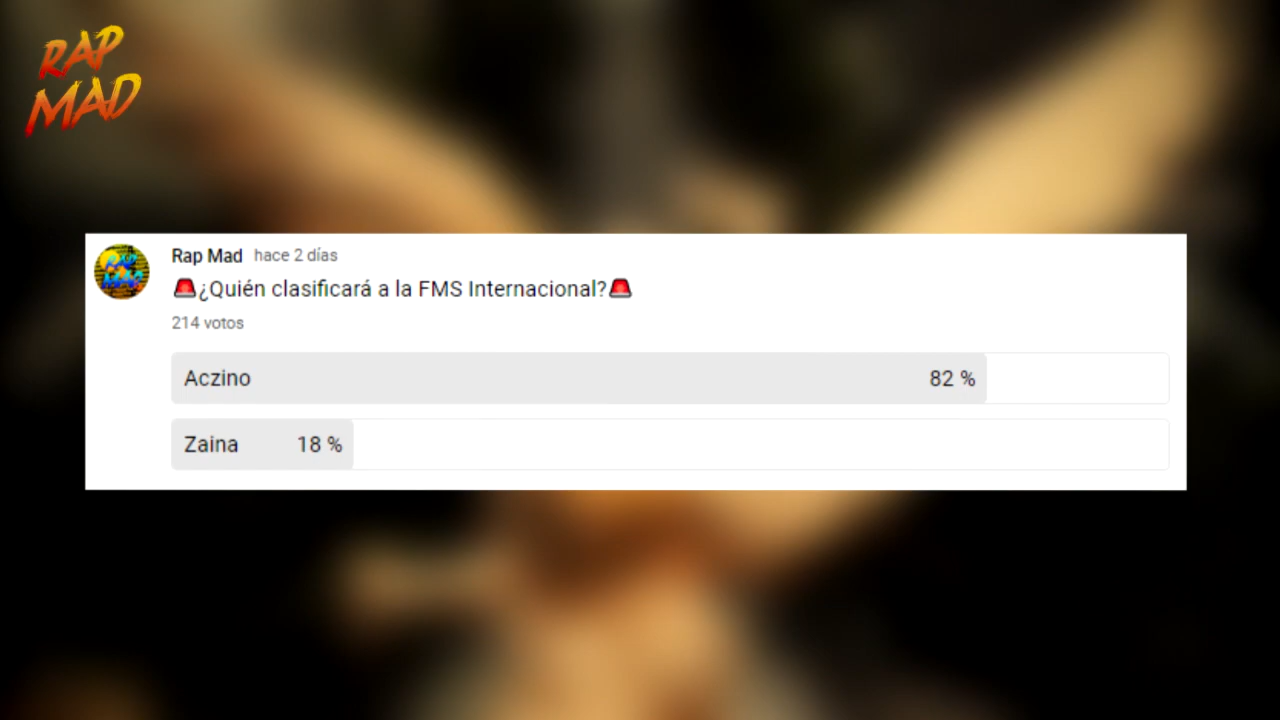 RAP
MAD
Rap Mad hace 2 días
🚨¿Quién clasificará a la FMS Internacional?🚨
214 votos
Aczino 82 %
Zaina 18 %